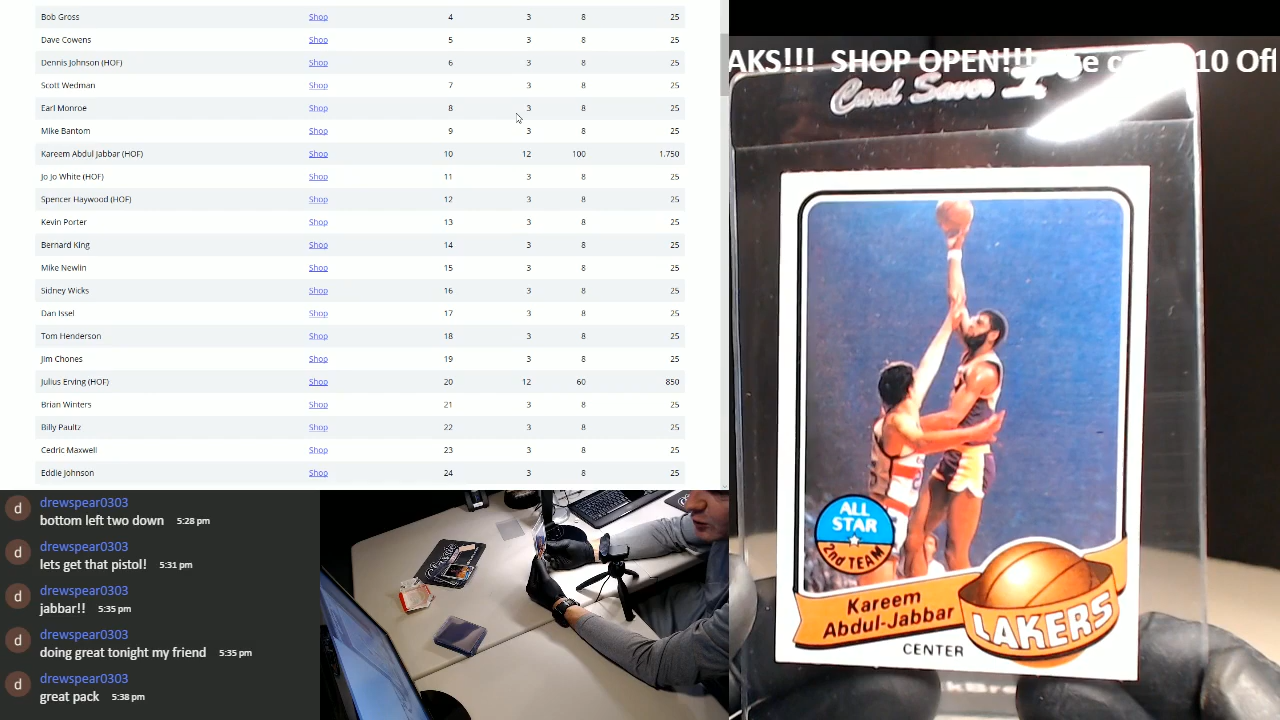 Bob Gross Shop 4 3 8 25
Dave Cowens Shop 5 3 8 25
Dennis Johnson (HOF) Shop 6 3 8 25
Scott Wedman Shop 7 3 8 25
Earl Monroe Shop 8 3 8 25
Mike Bantom Shop 9 3 8 25
Kareem Abdul Jabbar (HOF) Shop 10 12 100 1,750
Jo Jo White (HOF) Shop 11 3 8 25
Spencer Haywood (HOF) Shop 12 3 8 25
Kevin Porter Shop 13 3 8 25
Bernard King Shop 14 3 8 25
Mike Newlin Shop 15 3 8 25
Sidney Wicks Shop 16 3 8 25
Dan Issel Shop 17 3 8 25
Tom Henderson Shop 18 3 8 25
Jim Chones Shop 19 3 8 25
Julius Erving (HOF) Shop 20 12 60 850
Brian Winters Shop 21 3 8 25
Billy Paultz Shop 22 3 8 25
Cedric Maxwell Shop 23 3 8 25
Eddie Johnson Shop 24 3 8 25
d drewspear0303
bottom left two down 5:28 pm
d drewspear0303
lets get that pistol! 5:31 pm
d drewspear0303
jabbar!! 5:35 pm
d drewspear0303
doing great tonight my friend 5:35 pm
d drewspear0303
great pack 5:38 pm
AKS!!! SHOP OPEN!!! 10 Off
Card Saver I
ALL
STAR
2nd TEAM
Kareem
Abdul-Jabbar
LAKERS
CENTER